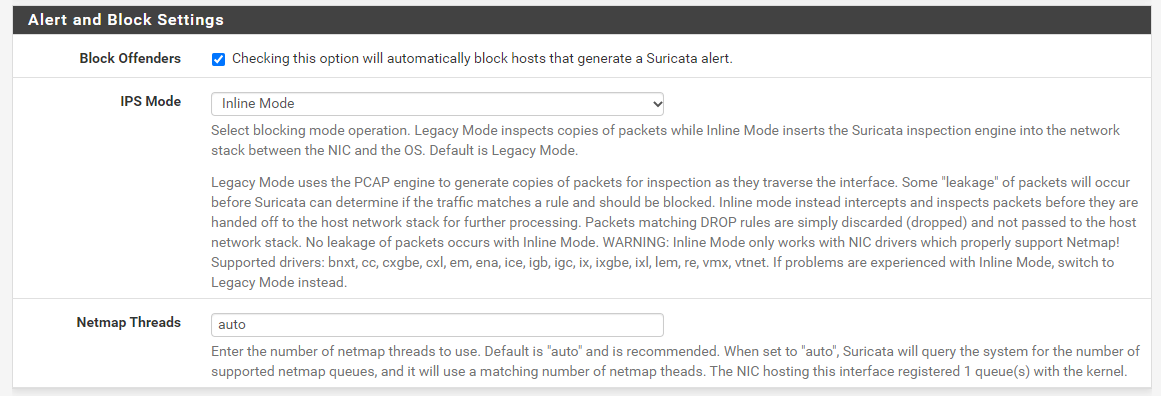 Alert and Block Settings
Block Offenders
Checking this option will automatically block hosts that generate a Suricata alert.
IPS Mode
Inline Mode
Select blocking mode operation. Legacy Mode inspects copies of packets while Inline Mode inserts the Suricata inspection engine into the network
stack between the NIC and the OS. Default is Legacy Mode.
Legacy Mode uses the PCAP engine to generate copies of packets for inspection as they traverse the interface. Some "leakage" of packets will occur
before Suricata can determine if the traffic matches a rule and should be blocked. Inline mode instead intercepts and inspects packets before they are
handed off to the host network stack for further processing. Packets matching DROP rules are simply discarded (dropped) and not passed to the host
network stack. No leakage of packets occurs with Inline Mode. WARNING: Inline Mode only works with NIC drivers which properly support Netmap!
Supported drivers: bnxt, cc, cxgbe, cxl, em, ena, ice, igb, igc, ix, ixgbe, ixl, lem, re, vmx, vtnet. If problems are experienced with Inline Mode, switch to
Legacy Mode instead.
Netmap Threads
auto
Enter the number of netmap threads to use. Default is "auto" and is recommended. When set to "auto", Suricata will query the system for the number of
supported netmap queues, and it will use a matching number of netmap theads. The NIC hosting this interface registered 1 queue(s) with the kernel.